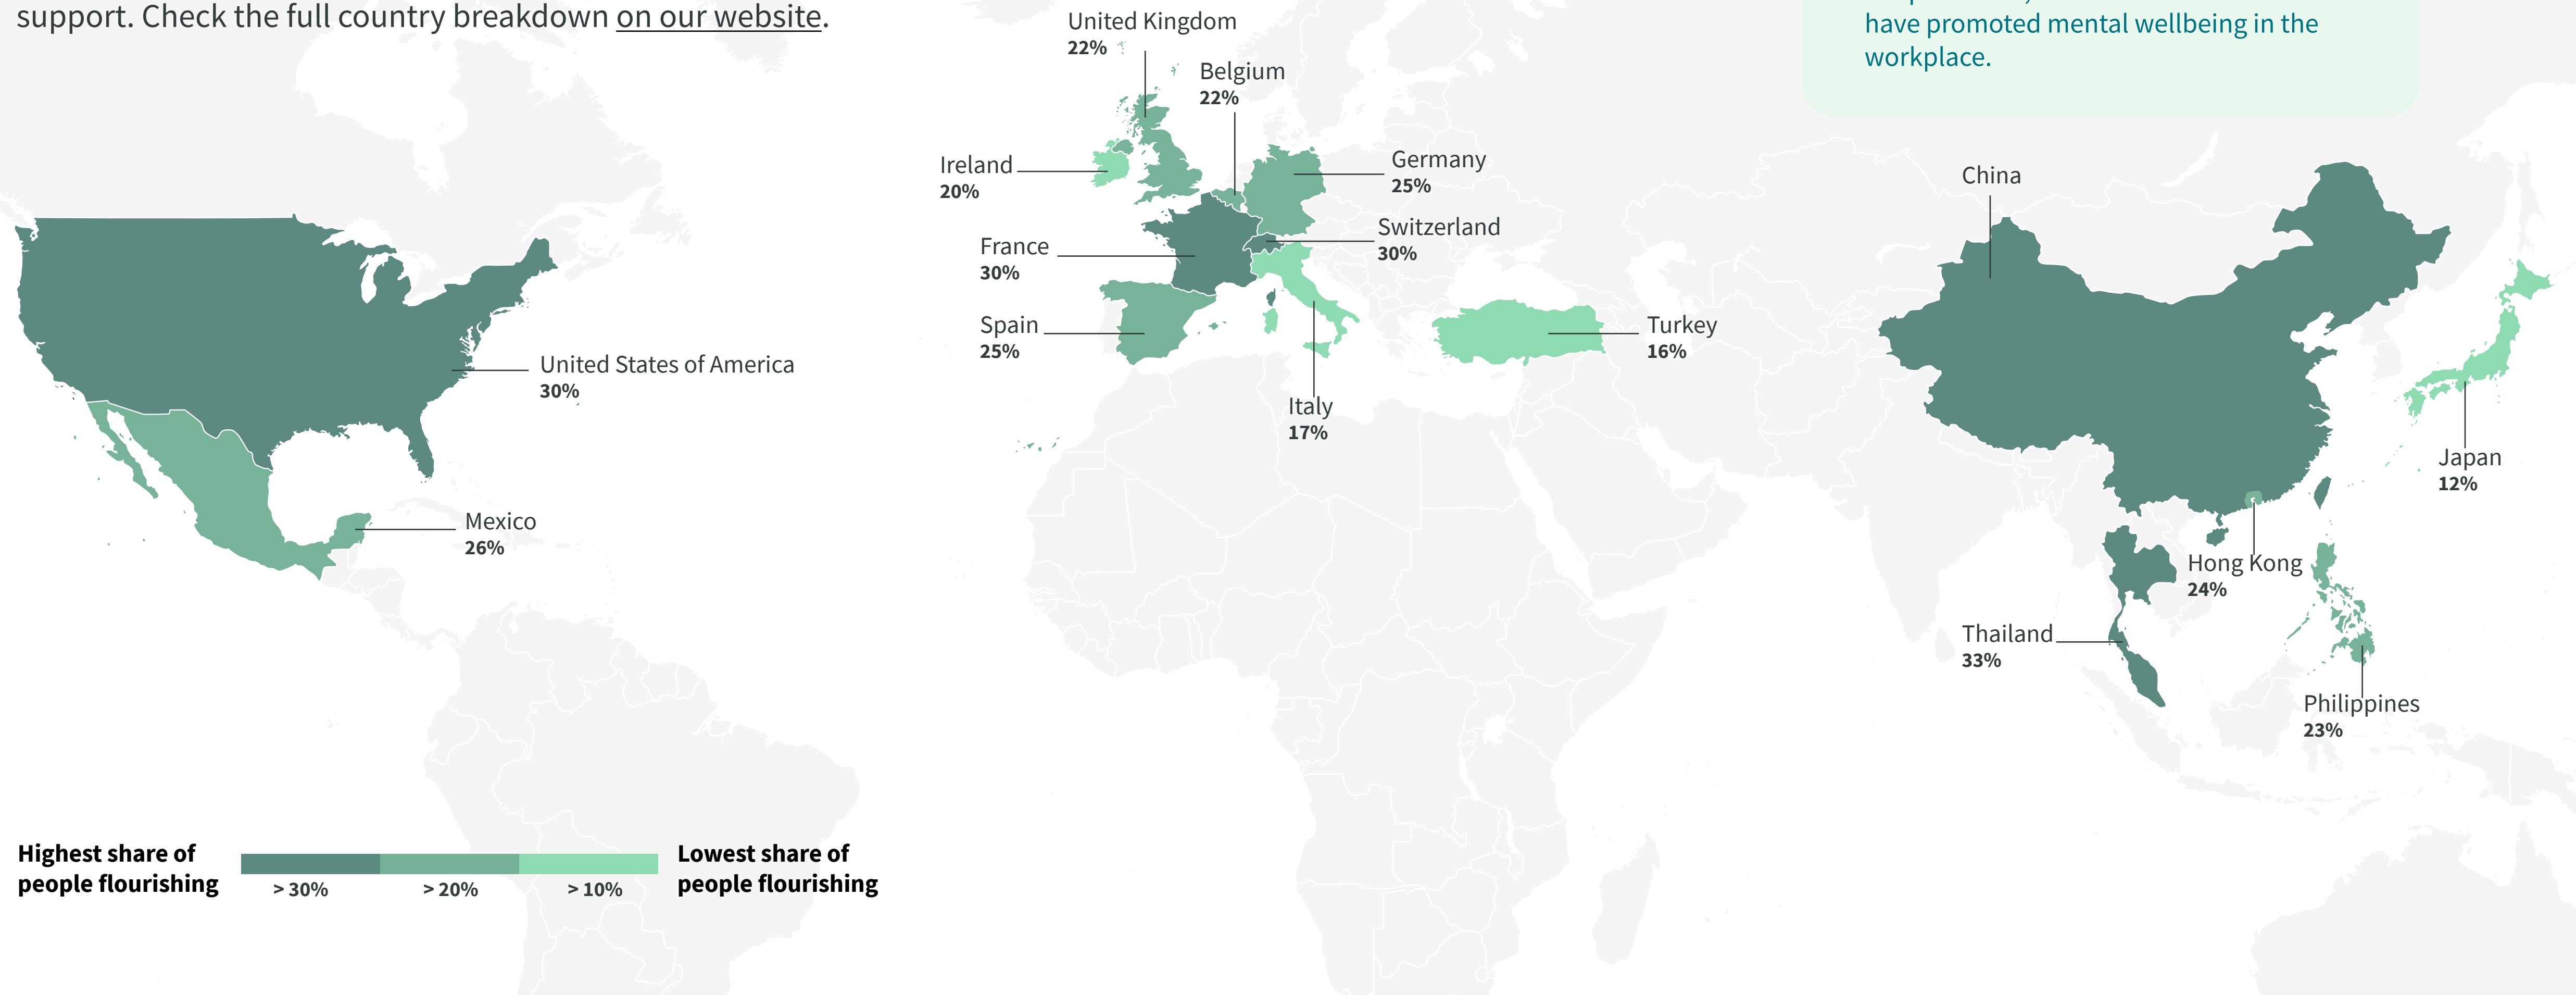 support. Check the full country breakdown on our website.
have promoted mental wellbeing in the
workplace.
United Kingdom
22%
Belgium
22%
Ireland
20%
Germany
25%
China
France
30%
Switzerland
30%
Spain
25%
Turkey
16%
United States of America
30%
Italy
17%
Japan
12%
Mexico
26%
Hong Kong
24%
Thailand
33%
Philippines
23%
Highest share of
people flourishing
> 30%
> 20%
> 10%
Lowest share of
people flourishing